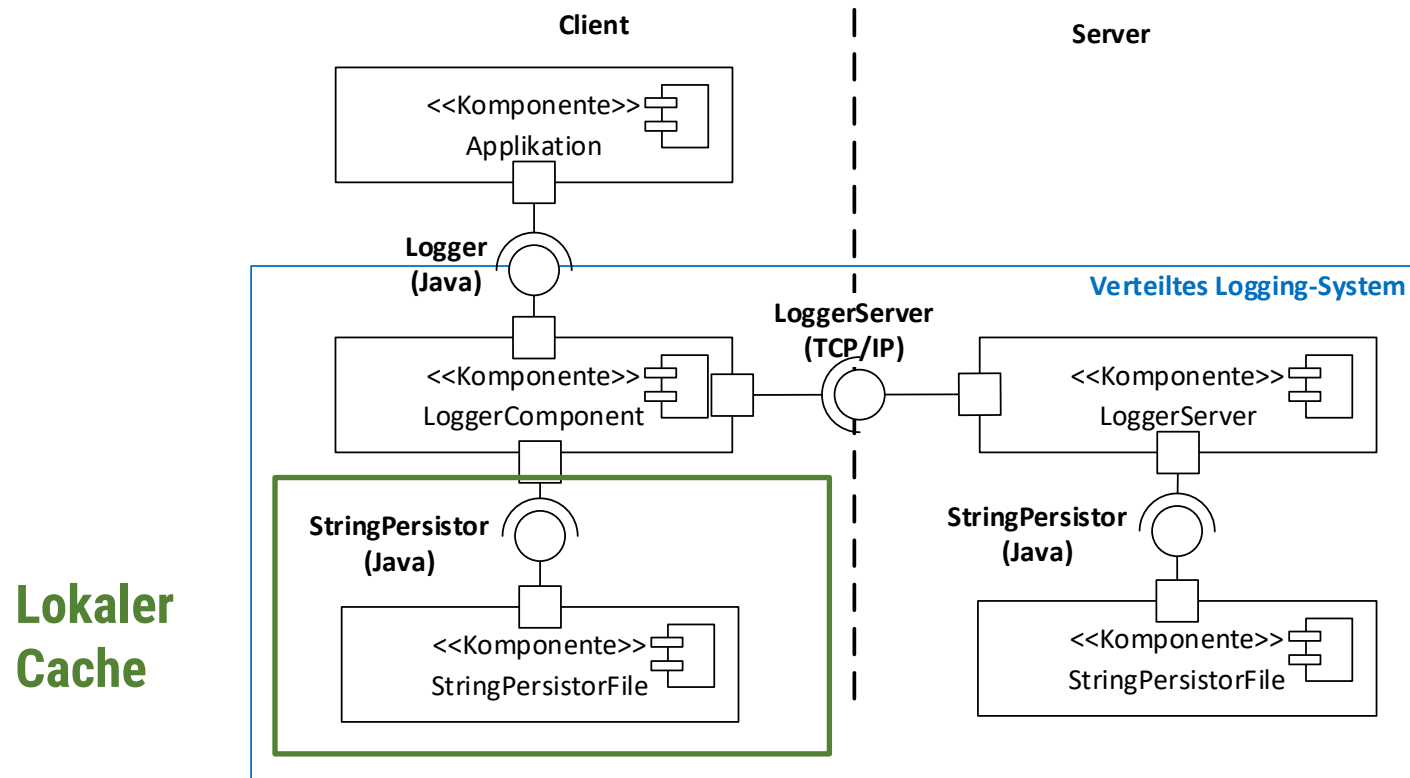 Client
Server
<<Komponente>>
Applikation
Logger
(Java)
Verteiltes Logging-System
LoggerServer
(TCP/IP)
<<Komponente>>
LoggerComponent
<<Komponente>>
LoggerServer
StringPersistor
(Java)
StringPersistor
(Java)
Lokaler
Cache
<<Komponente>>
StringPersistorFile
<<Komponente>>
StringPersistorFile